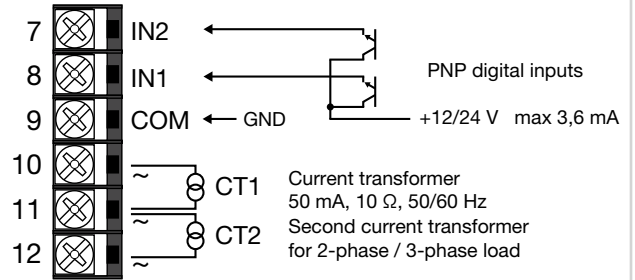 7 IN2
8 IN1
PNP digital inputs
9 COM GND +12/24 V max 3,6 mA
10 ~
CT1 Current transformer
50 mA, 10 Ω, 50/60 Hz
11 ~
~ CT2 Second current transformer
for 2-phase / 3-phase load
12 ~